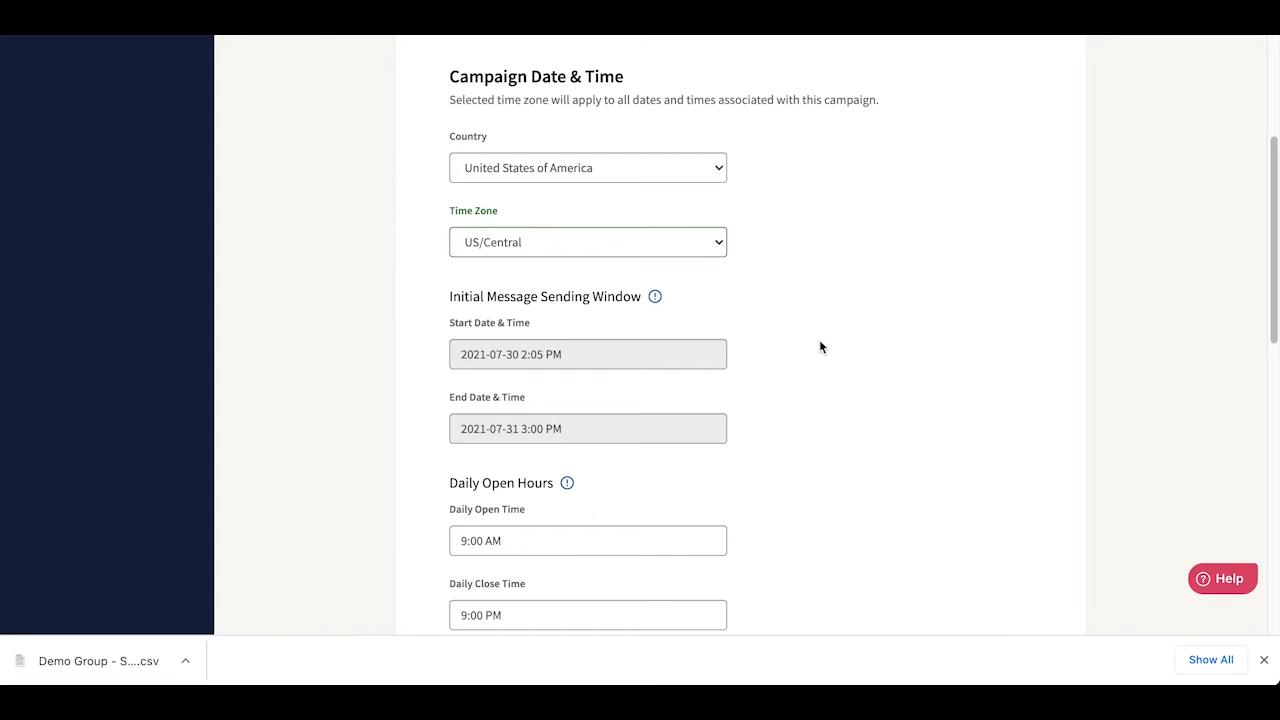 Campaign Date & Time
Selected time zone will apply to all dates and times associated with this campaign.
Country
United States of America
Time Zone
US/Central
Initial Message Sending Window
Start Date & Time
2021-07-30 2:05 PM
End Date & Time
2021-07-31 3:00 PM
Daily Open Hours
Daily Open Time
9:00 AM
Daily Close Time
9:00 PM
Help
Demo Group - S....csv
Show All